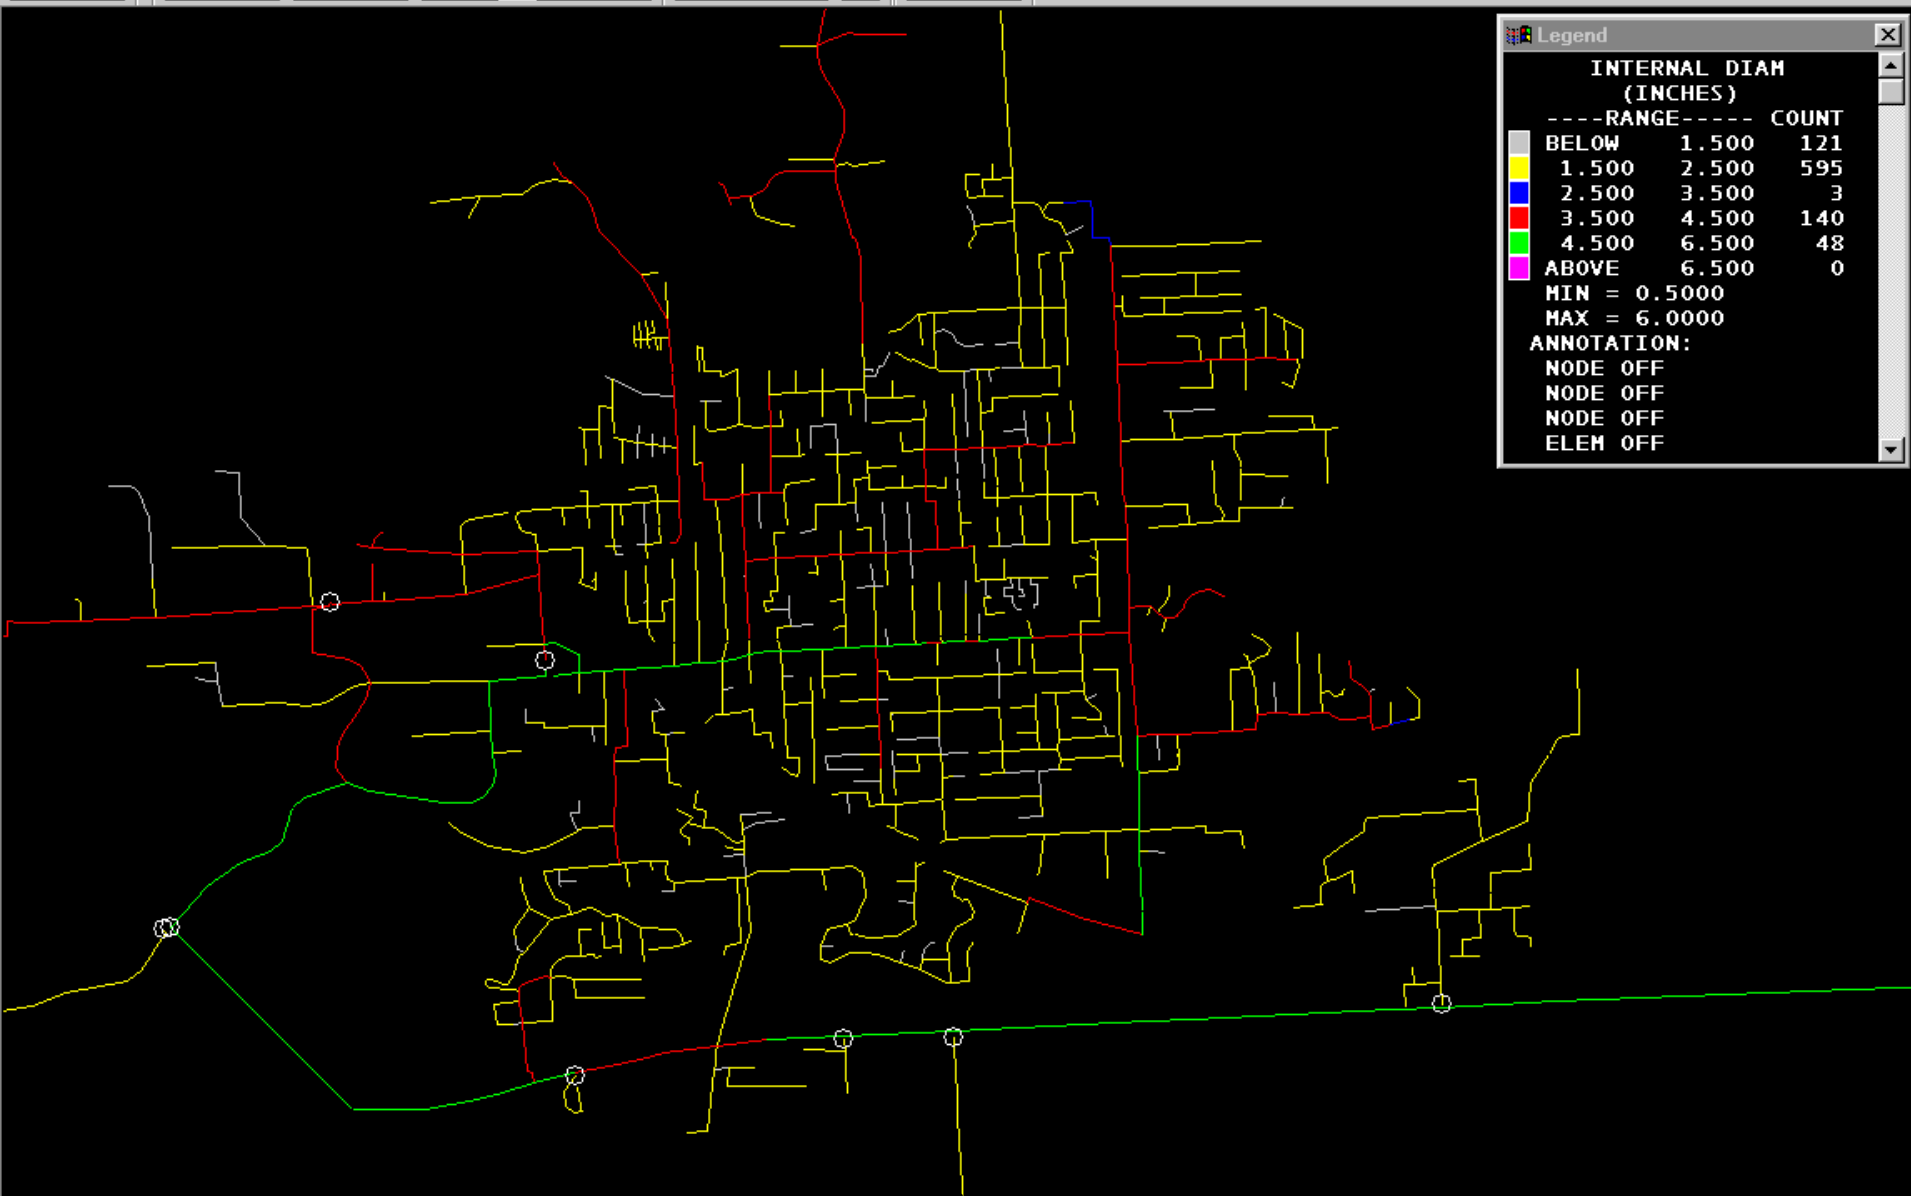 Legend
INTERNAL DIAM
(INCHES)
----RANGE----- COUNT
BELOW 1.500 121
1.500 2.500 595
2.500 3.500 3
3.500 4.500 140
4.500 6.500 48
ABOVE 6.500 0
MIN = 0.5000
MAX = 6.0000
ANNOTATION:
NODE OFF
NODE OFF
NODE OFF
ELEM OFF